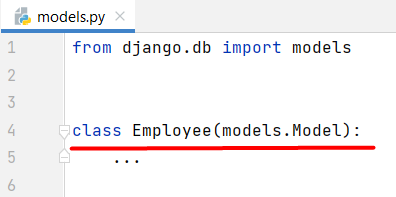 models.py
1 from django.db import models
2
3
4 class Employee(models.Model):
5     ...
6